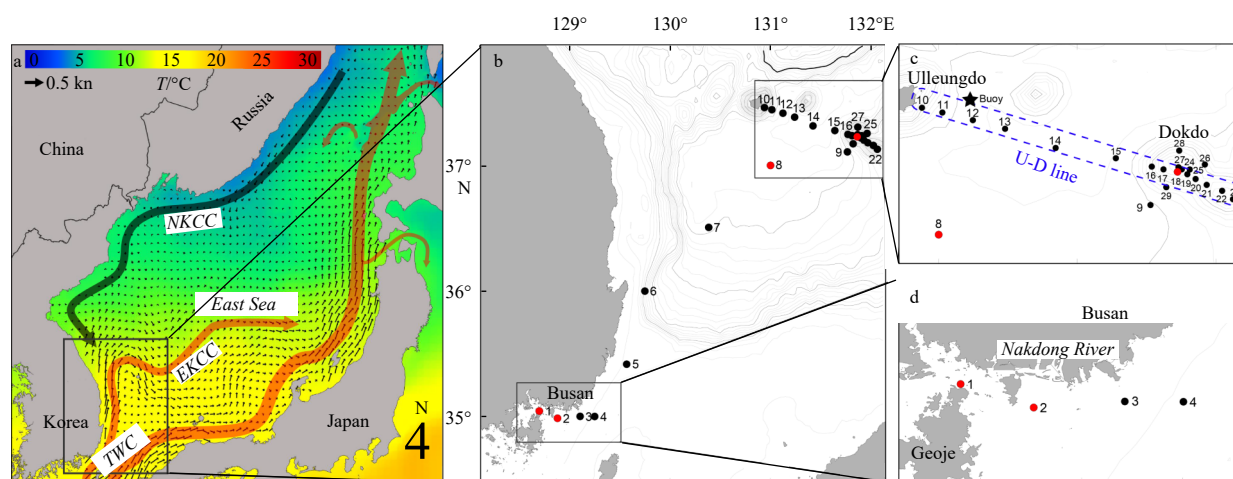 129° 130° 131° 132°E
a
0 5 10 15 20 25 30
0.5 kn T/°C
Russia
China
NKCC
East Sea
EKCC
Korea
Japan
TWC
N
4
b
37°
N
36°
35°
10 11 12 13
14
15 16
27 25
9
22
8
7
6
5
Busan
1
2
3 4
c
Ulleungdo
Buoy
10 11
12
13
14
15
Dokdo
28
27 24 26
25
16 17 18 19
20 21 22
29
9
U-D line
8
d
Busan
Nakdong River
1
2
3 4
Geoje